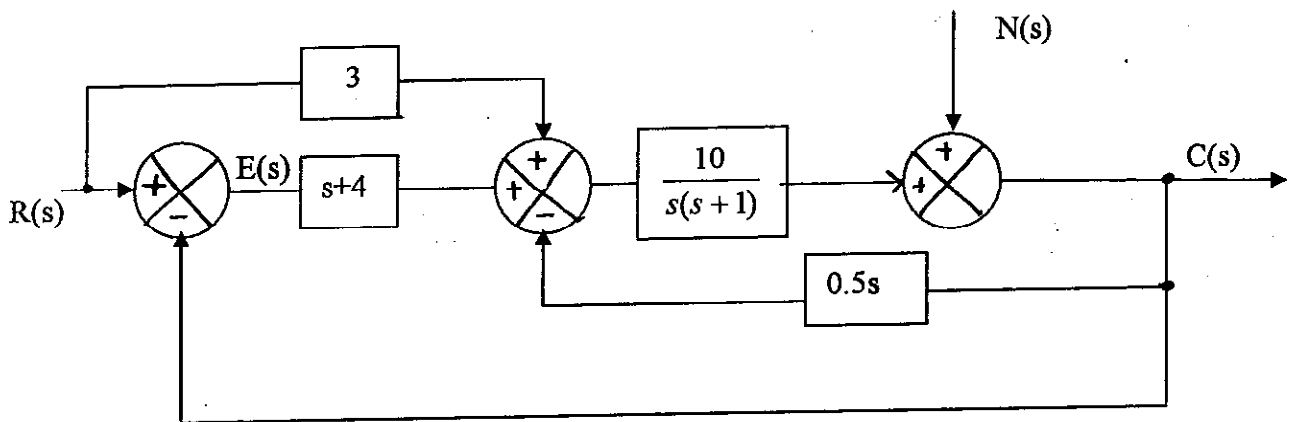 N(s)
3
+
E(s)
s+4
+
+
−
10
s(s + 1)
+
+
C(s)
R(s)
+
−
0.5s